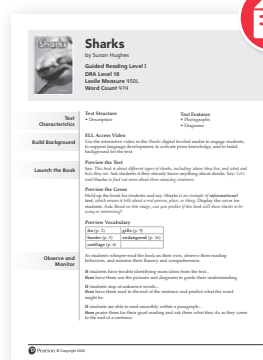 Sharks
Sharks
by Susan Hughes
Guided Reading Level I
DRA Level 16
Lexile Measure 450L
Word Count 414
Text
Characteristics
Text Structure
• Description
Text Features
• Photographs
• Diagrams
Build Background
ELL Access Video
Use the interactive video in the Sharks digital leveled reader to engage students,
to support language development, to activate prior knowledge, and to build
background for the text.
Launch the Book
Preview the Text
Say: This book is about different types of sharks, including where they live, and what and
how they eat. Ask students if they already know anything about sharks. Say: Let's
read Sharks to find out more about these amazing creatures.
Preview the Genre
Hold up the book for students and say: Sharks is an example of informational
text, which means it tells about a real person, place, or thing. Display the cover for
students. Ask: Based on this image, can you predict if this book will show sharks to be
scary or interesting?
Preview Vocabulary
fin (p. 2)
gills (p. 9)
hunter (p. 5)
endangered (p. 16)
cartilage (p. 6)
Observe and
Monitor
As students whisper-read the book on their own, observe their reading
behaviors, and monitor their fluency and comprehension.
If students have trouble identifying main ideas from the text...
then have them use the pictures and diagrams to guide their understanding.
If students stop at unknown words...
then have them read to the end of the sentence and predict what the word
might be.
If students are able to read smoothly within a paragraph...
then praise them for their good reading and ask them what they do as they come
to the end of a sentence.
Pearson © Copyright 2020